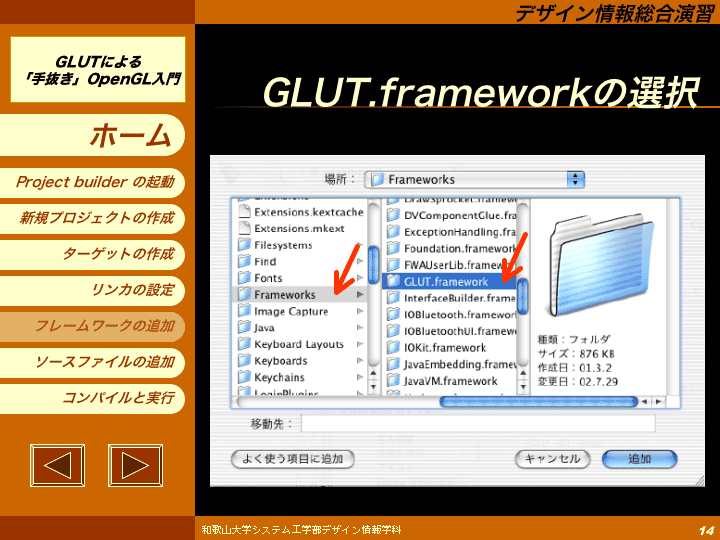 デザイン情報総合演習
GLUTによる
「手抜き」OpenGL入門
GLUT.frameworkの選択
ホーム
Project builder の起動
新規プロジェクトの作成
ターゲットの作成
リンカの設定
フレームワークの追加
ソースファイルの追加
コンパイルと実行
場所：
Frameworks
Extensions.kextcache
Extensions.mkext
Filesystems
Find
Fonts
Frameworks
Image Capture
Java
Keyboard Layouts
Keyboards
Keychains
LoginPlugins
DrawSprocket.framew
DVComponentGlue.fra
ExceptionHandling.fra
Foundation.framework
FWAUserLib.framewo
GLUT.framework
InterfaceBuilder.frame
IOBluetooth.framewor
IOBluetoothUI.framew
IOKit.framework
JavaEmbedding.framew
JavaVM.framework
種類：フォルダ
サイズ：876 KB
作成日：01.3.2
変更日：02.7.29
移動先：
よく使う項目に追加
キャンセル
追加
和歌山大学システム工学部デザイン情報学科
14